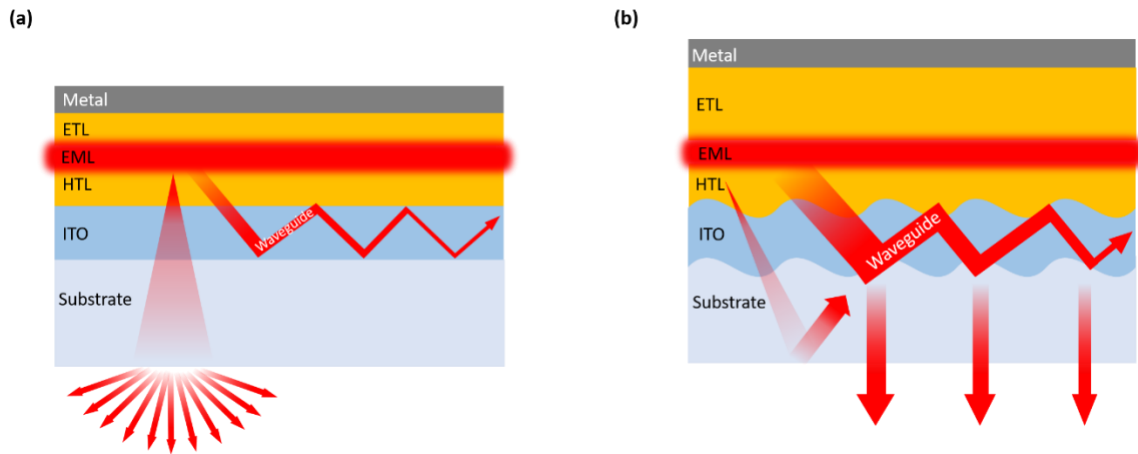 (a)
Metal
ETL
EML
HTL
Waveguide
ITO
Substrate
(b)
Metal
ETL
EML
HTL
Waveguide
ITO
Substrate